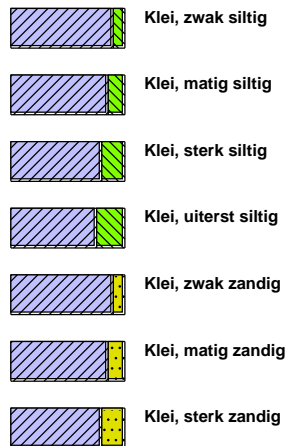 Klei, zwak siltig
Klei, matig siltig
Klei, sterk siltig
Klei, uiterst siltig
Klei, zwak zandig
Klei, matig zandig
Klei, sterk zandig